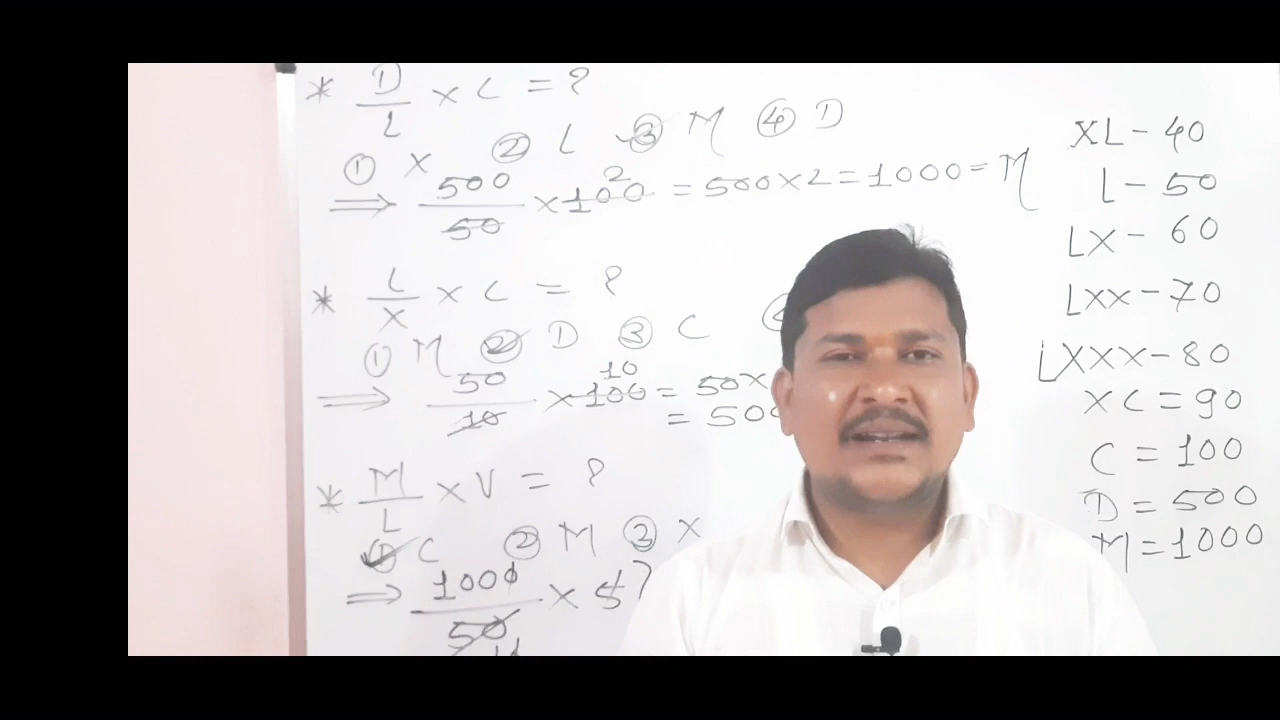 * D/L × C = ?
① X ② L ③ M ④ D
⇒ 500/50 × 100 2 = 500×2 = 1000 = M
* L/X × C = ?
① M ② D ③ C
⇒ 50/10 × 100 10 = 50×
= 500
* M/L × V = ?
① C ② M ③ X
⇒ 1000/50 × 5
XL - 40
L - 50
LX - 60
LXX - 70
LXXX - 80
XC = 90
C = 100
D = 500
M = 1000